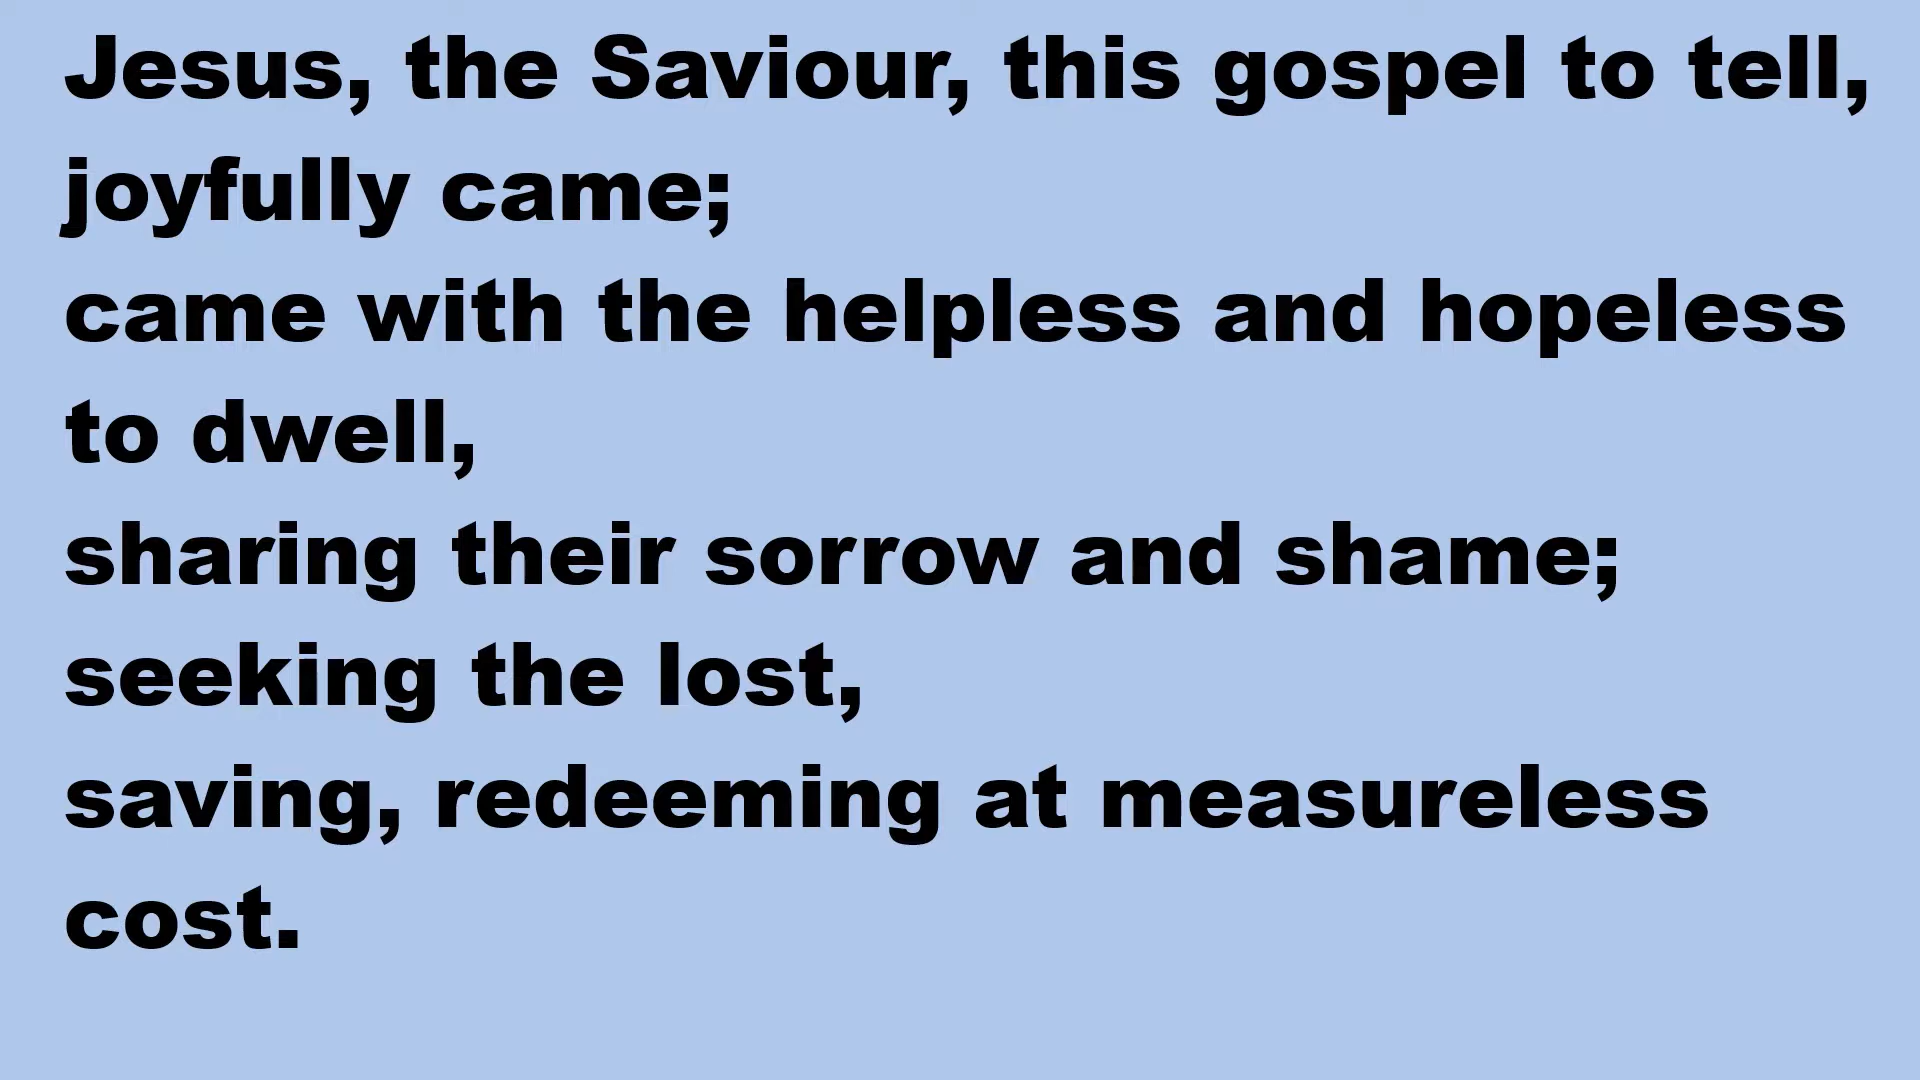 Jesus, the Saviour, this gospel to tell,
joyfully came;
came with the helpless and hopeless
to dwell,
sharing their sorrow and shame;
seeking the lost,
saving, redeeming at measureless
cost.